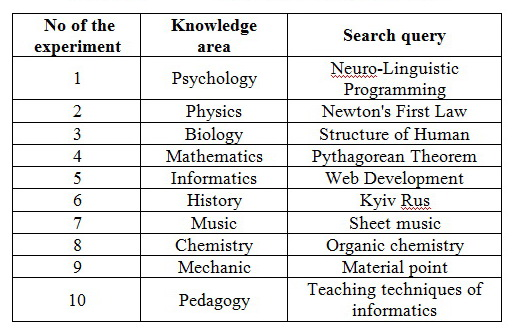 No of the experiment | Knowledge area | Search query
1 | Psychology | Neuro-Linguistic Programming
2 | Physics | Newton's First Law
3 | Biology | Structure of Human
4 | Mathematics | Pythagorean Theorem
5 | Informatics | Web Development
6 | History | Kyiv Rus
7 | Music | Sheet music
8 | Chemistry | Organic chemistry
9 | Mechanic | Material point
10 | Pedagogy | Teaching techniques of informatics